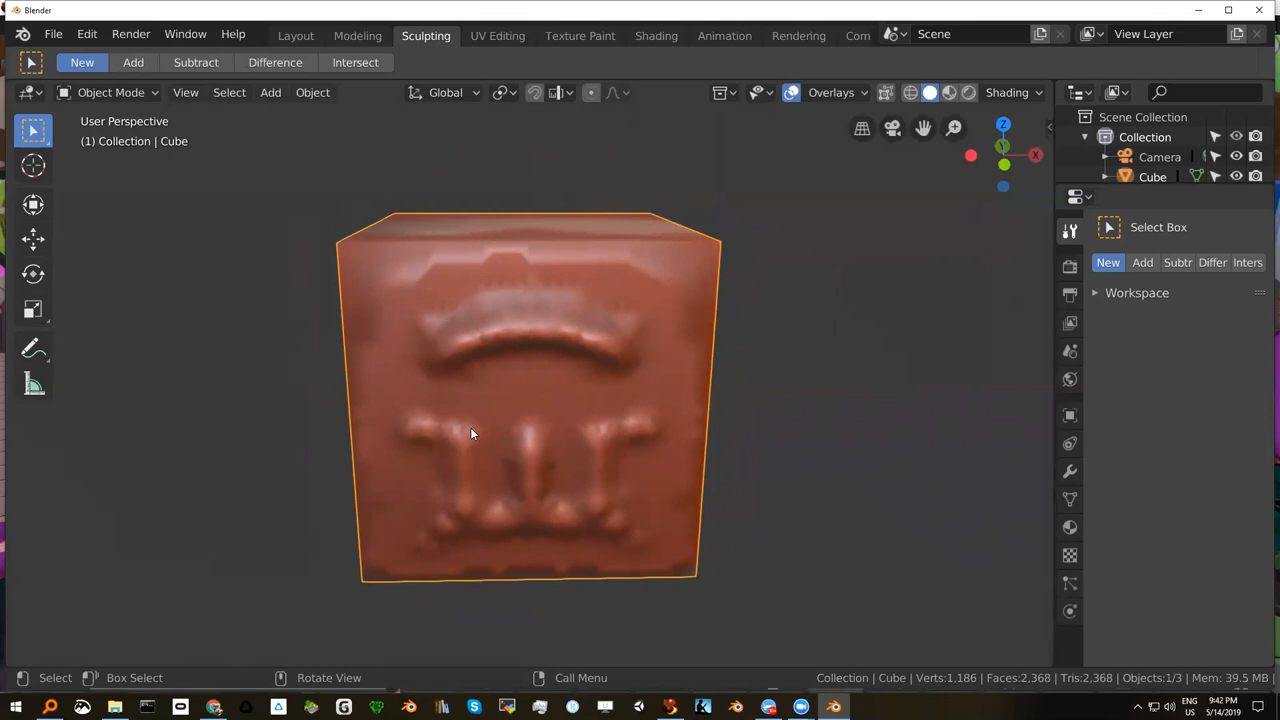 Blender
File Edit Render Window Help Layout Modeling Sculpting UV Editing Texture Paint Shading Animation Rendering Com Scene View Layer
New Add Subtract Difference Intersect
Object Mode View Select Add Object Global Overlays Shading
User Perspective
(1) Collection | Cube
Z
Y
X
Scene Collection
Collection
Camera
Cube
Select Box
New Add Subtr Differ Inters
Workspace
Select Box Select Rotate View Call Menu Collection | Cube | Verts:1,186 | Faces:2,368 | Tris:2,368 | Objects:1/3 | Mem: 39.5 MB
ENG 9:42 PM
US 5/14/2019